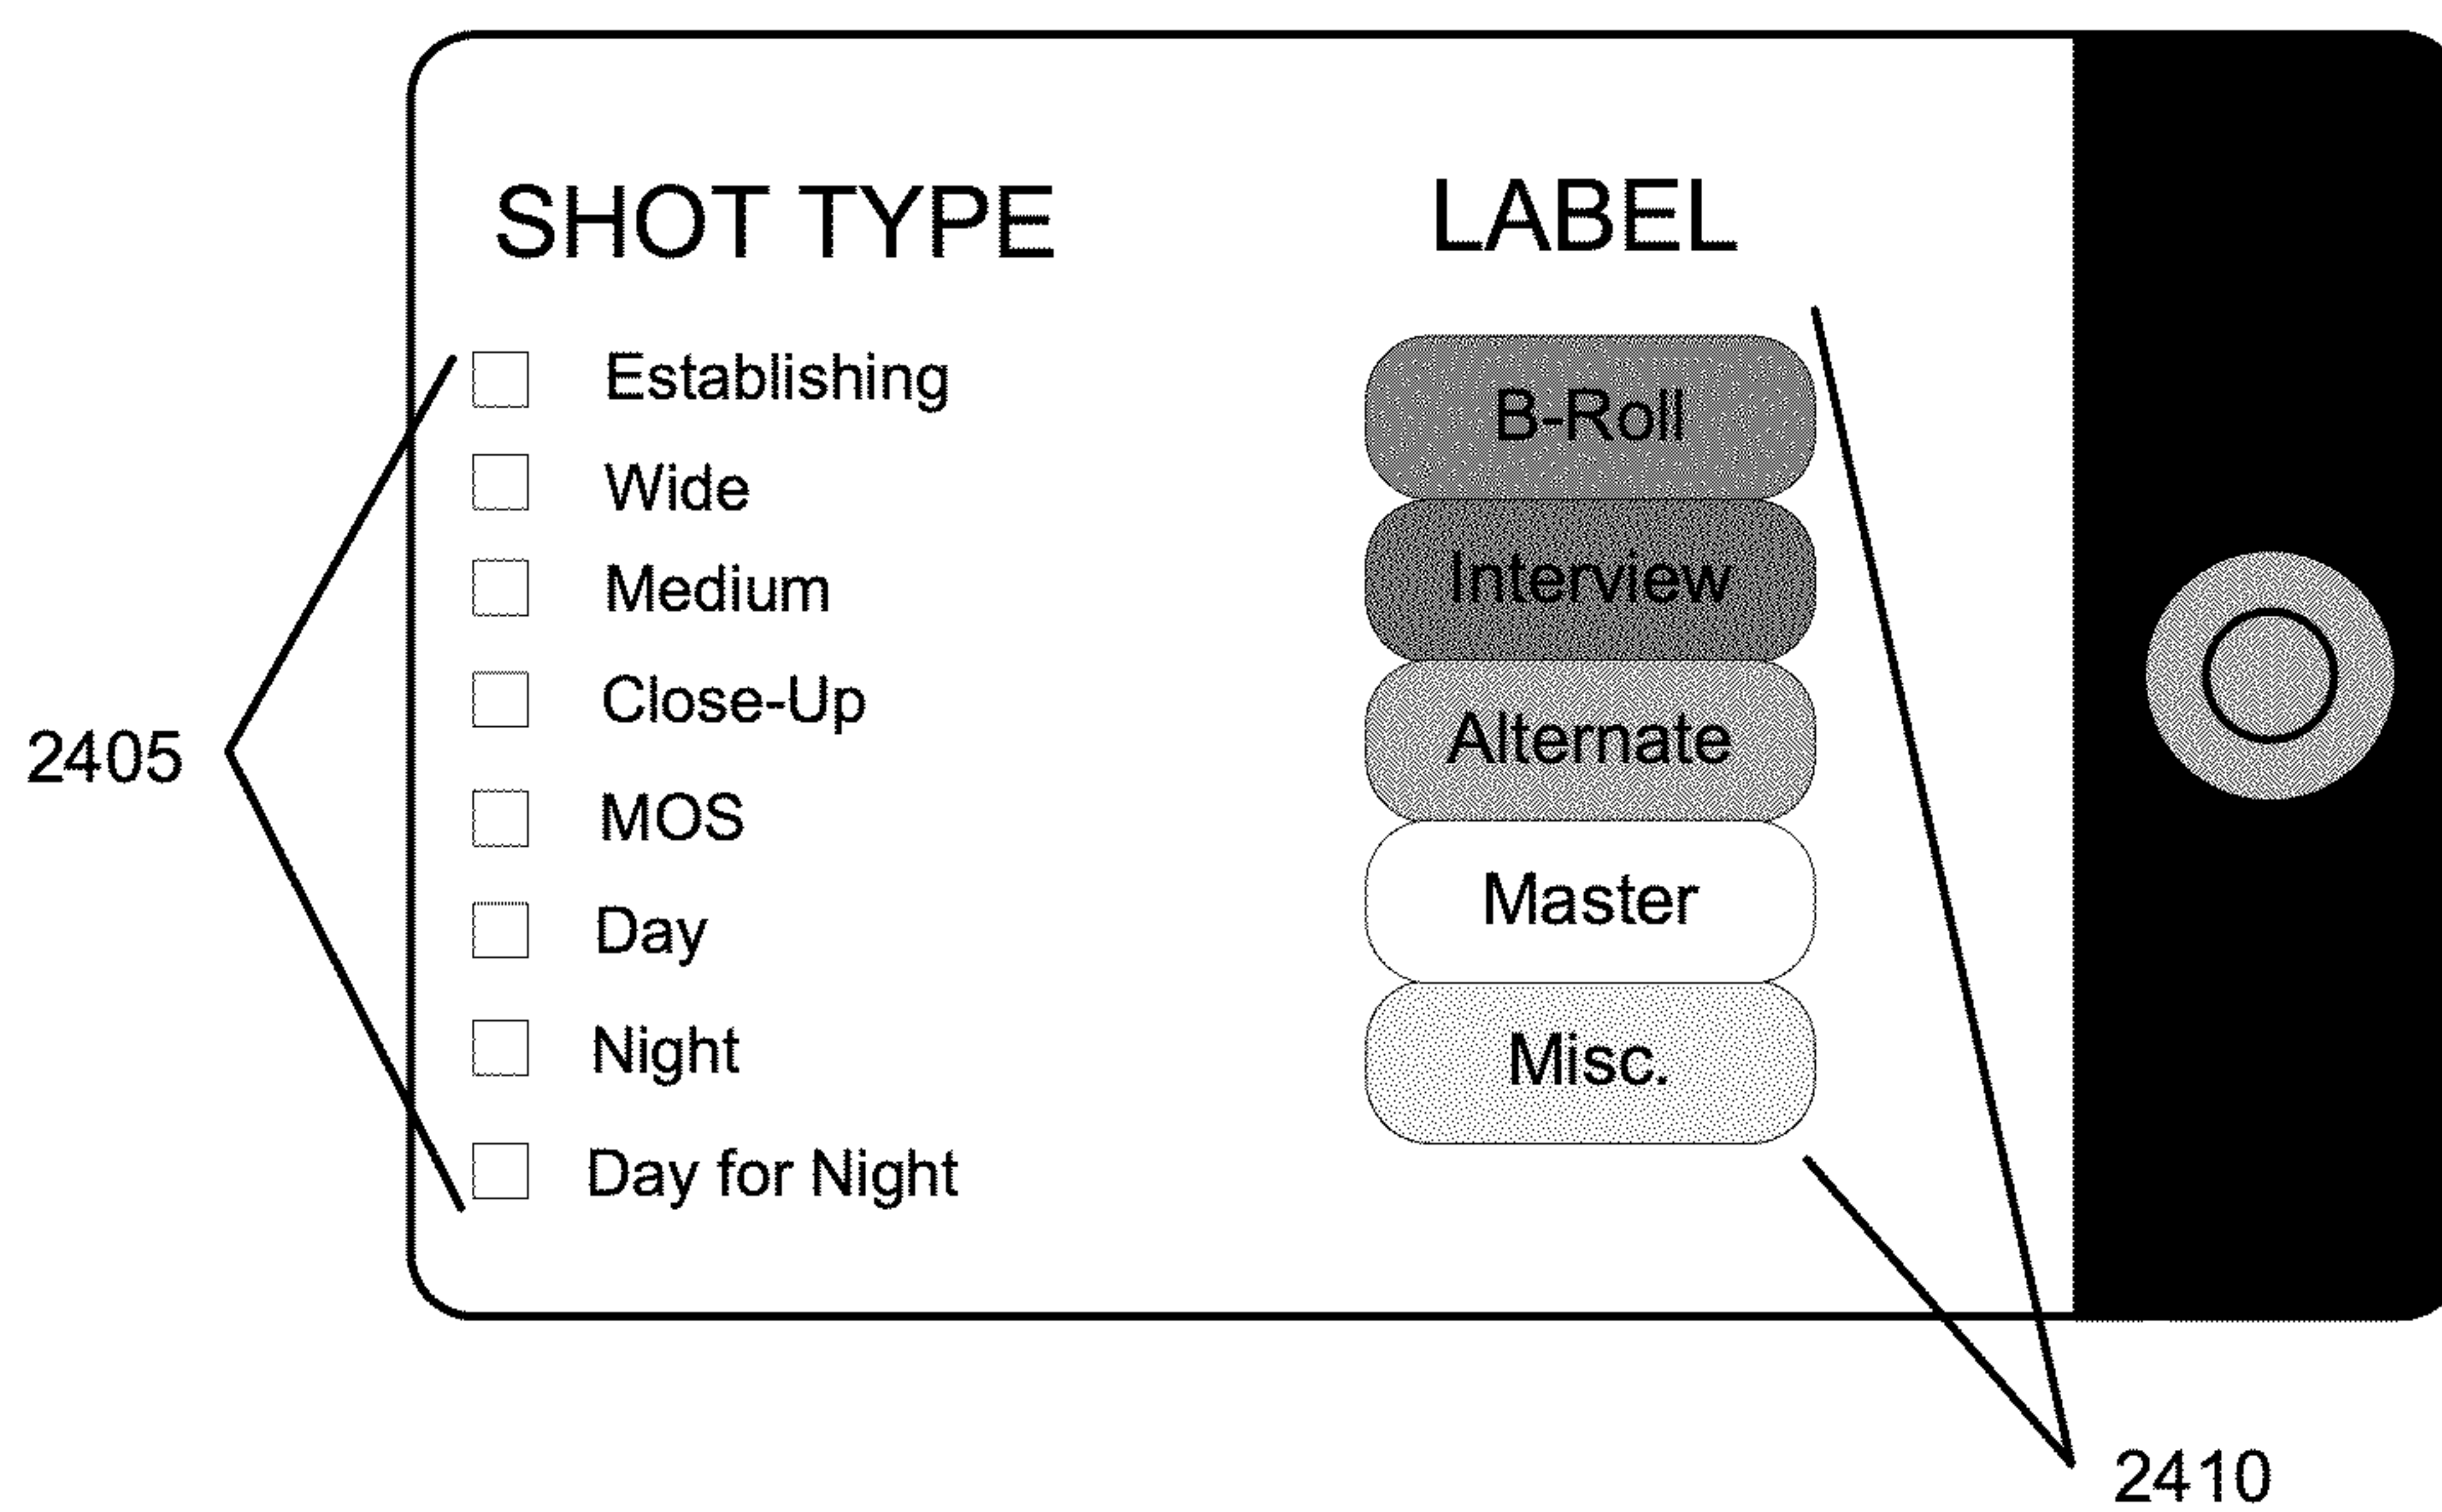 SHOT TYPE
Establishing
Wide
Medium
Close-Up
MOS
Day
Night
Day for Night
LABEL
B-Roll
Interview
Alternate
Master
Misc.
2405
2410